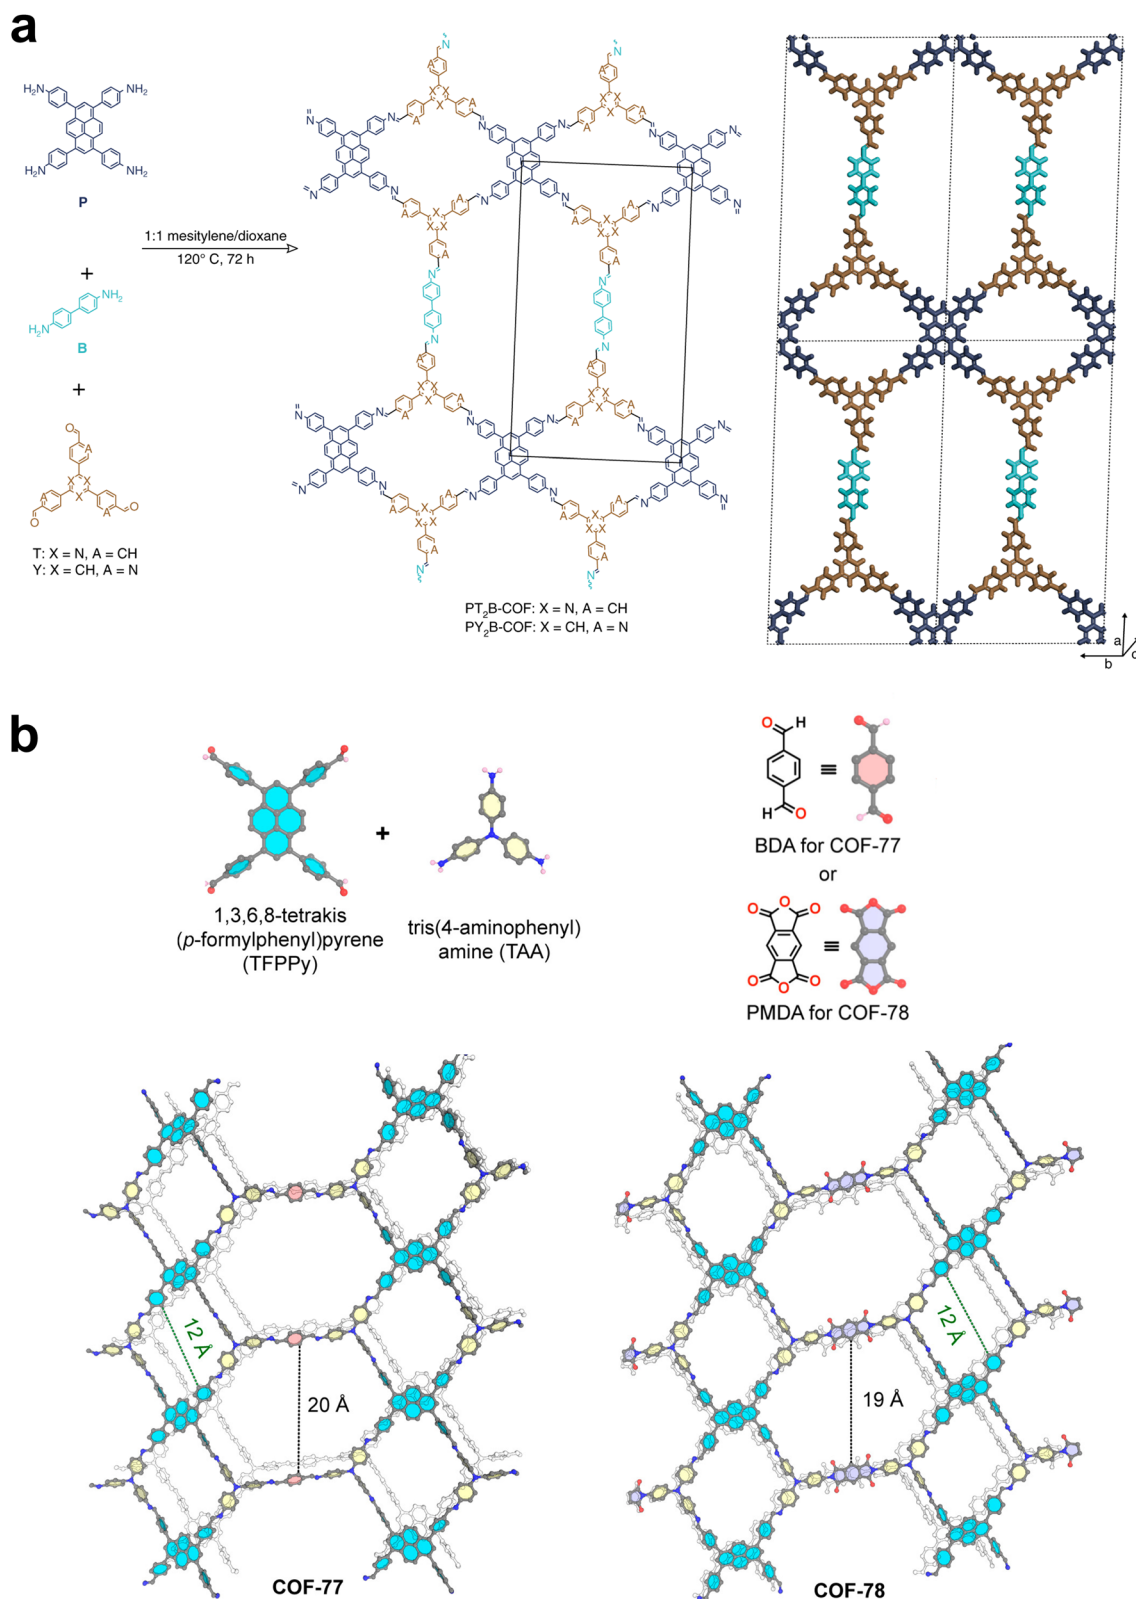 a
NH₂
NH₂
H₂N
H₂N
P
+
NH₂
H₂N
B
+
O
A
X X
X
A
A
O
O
T: X = N, A = CH
Y: X = CH, A = N
1:1 mesitylene/dioxane
120° C, 72 h
PT₂B-COF: X = N, A = CH
PY₂B-COF: X = CH, A = N
a
b
c
b
+
1,3,6,8-tetrakis
(p-formylphenyl)pyrene
(TFPPy)
tris(4-aminophenyl)
amine (TAA)
O H
H O
≡
BDA for COF-77
or
O O O
O O O
≡
PMDA for COF-78
12 Å
20 Å
COF-77
12 Å
19 Å
COF-78